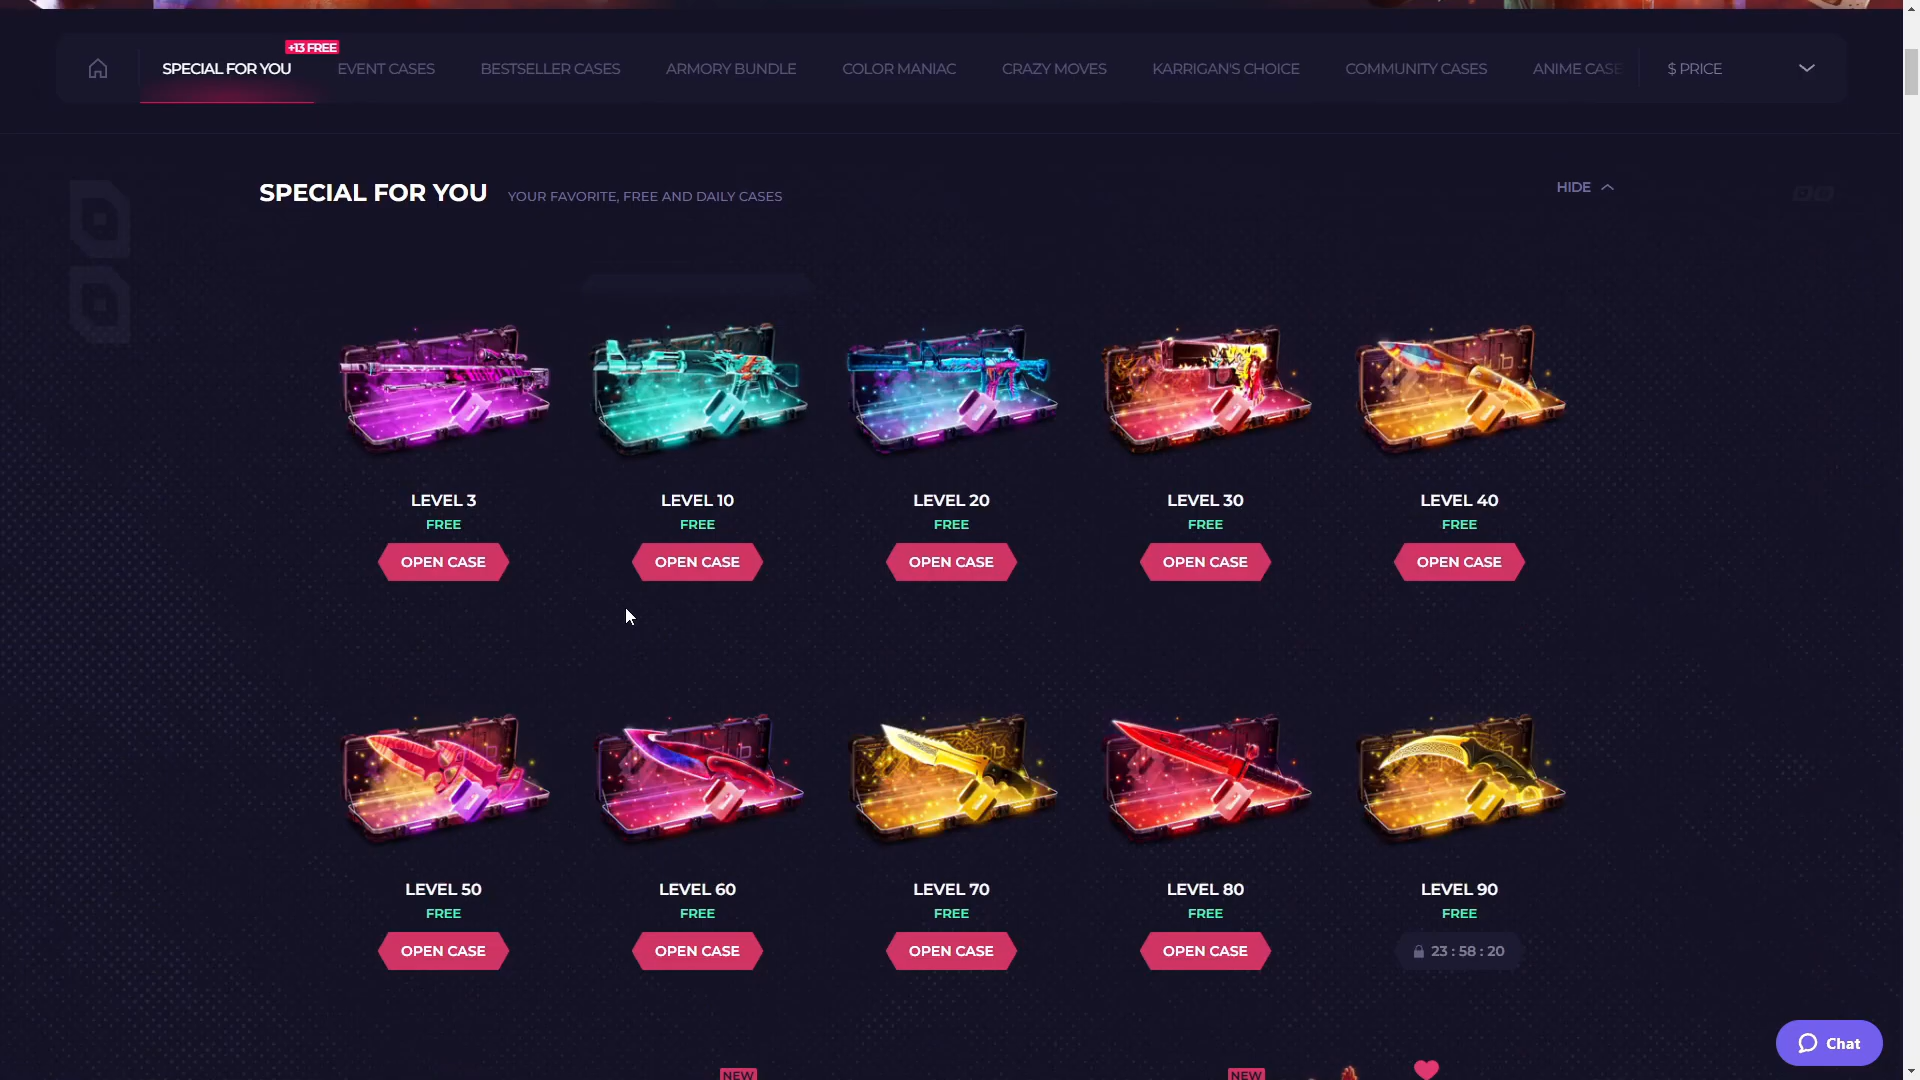 +13 FREE
SPECIAL FOR YOU
EVENT CASES
BESTSELLER CASES
ARMORY BUNDLE
COLOR MANIAC
CRAZY MOVES
KARRIGAN'S CHOICE
COMMUNITY CASES
ANIME CASE
$ PRICE
SPECIAL FOR YOU
YOUR FAVORITE, FREE AND DAILY CASES
HIDE
LEVEL 3
FREE
OPEN CASE
LEVEL 10
FREE
OPEN CASE
LEVEL 20
FREE
OPEN CASE
LEVEL 30
FREE
OPEN CASE
LEVEL 40
FREE
OPEN CASE
LEVEL 50
FREE
OPEN CASE
LEVEL 60
FREE
OPEN CASE
LEVEL 70
FREE
OPEN CASE
LEVEL 80
FREE
OPEN CASE
LEVEL 90
FREE
23 : 58 : 20
NEW
NEW
Chat